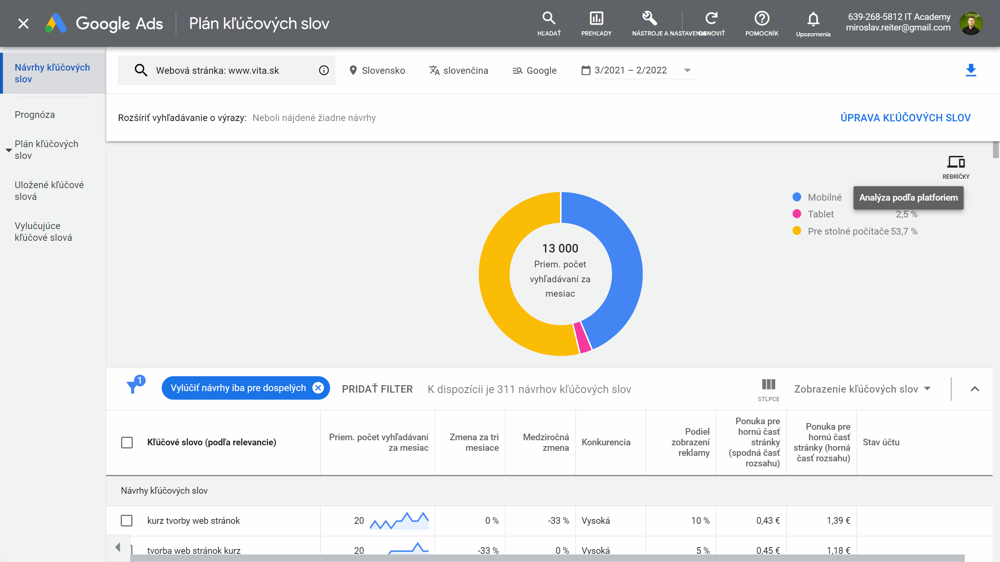 Google Ads
Plán kľúčových slov
HĽADAŤ
PREHĽADY
NÁSTROJE A NASTAVENIA
OBNOVIŤ
POMOCNÍK
Upozornenia
639-268-5812 IT Academy
miroslav.reiter@gmail.com
Google
Návrhy kľúčových
slov
Prognóza
Plán kľúčových
slov
Uložené kľúčové
slová
Vylučujúce
kľúčové slová
Webová stránka: www.vita.sk
Slovensko
slovenčina
Google
3/2021 – 2/2022
Rozšíriť vyhľadávanie o výrazy: Neboli nájdené žiadne návrhy
ÚPRAVA KĽÚČOVÝCH SLOV
REBRÍČKY
Analýza podľa platforiem
Mobilné
Tablet 2,5 %
Pre stolné počítače 53,7 %
13 000
Priem. počet
vyhľadávaní za
mesiac
1
Vylúčiť návrhy iba pre dospelých
PRIDAŤ FILTER
K dispozícii je 311 návrhov kľúčových slov
STĹPCE
Zobrazenie kľúčových slov
Kľúčové slovo (podľa relevancie)
Priem. počet vyhľadávaní
za mesiac
Zmena za tri
mesiace
Medziročná
zmena
Konkurencia
Podiel
zobrazení
reklamy
Ponuka pre
hornú časť
stránky
(spodná časť
rozsahu)
Ponuka pre
hornú časť
stránky (horná
časť rozsahu)
Stav účtu
Návrhy kľúčových slov
kurz tvorby web stránok 20 0 % -33 % Vysoká 10 % 0,43 € 1,39 €
tvorba web stránok kurz 20 -33 % 0 % Vysoká 5 % 0,45 € 1,18 €